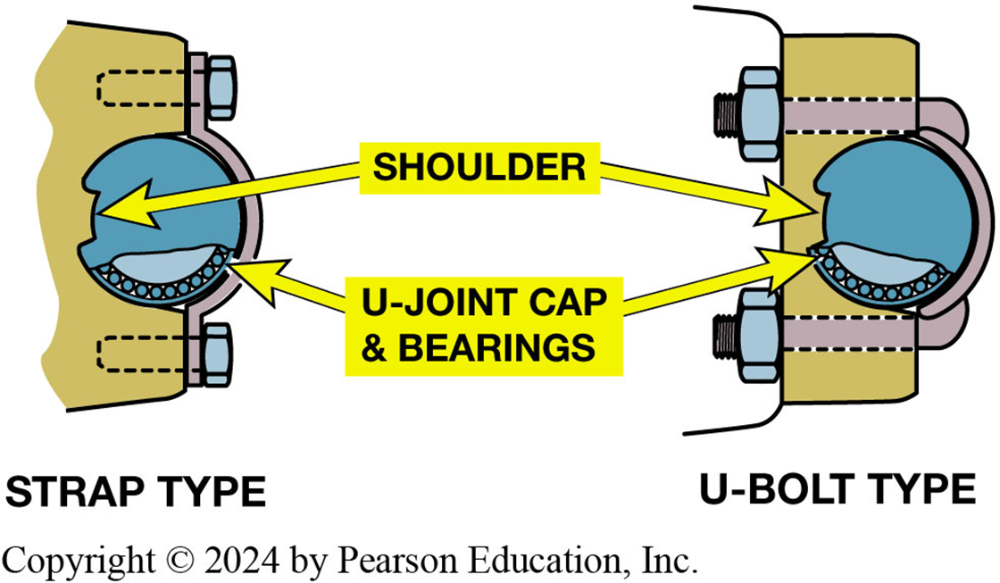 SHOULDER
U-JOINT CAP
& BEARINGS
STRAP TYPE
U-BOLT TYPE
Copyright © 2024 by Pearson Education, Inc.